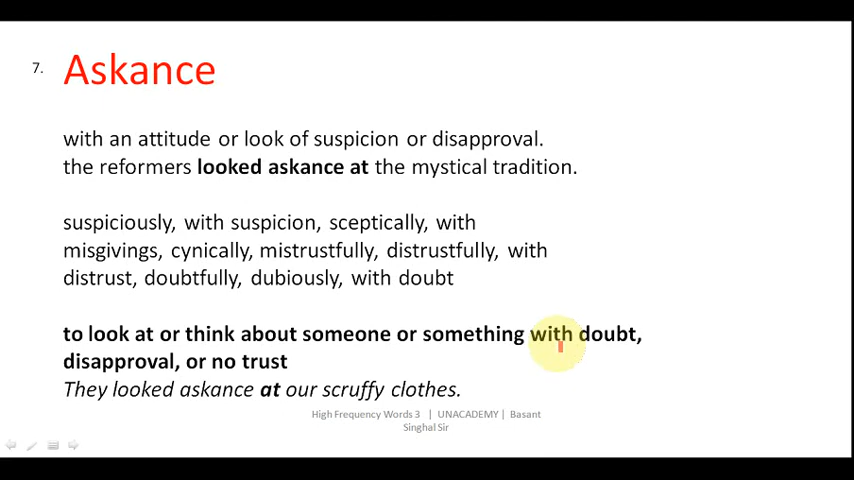 7. Askance
with an attitude or look of suspicion or disapproval.
the reformers looked askance at the mystical tradition.
suspiciously, with suspicion, sceptically, with
misgivings, cynically, mistrustfully, distrustfully, with
distrust, doubtfully, dubiously, with doubt
to look at or think about someone or something with doubt,
disapproval, or no trust
They looked askance at our scruffy clothes.
High Frequency Words 3 | UNACADEMY | Basant
Singhal Sir